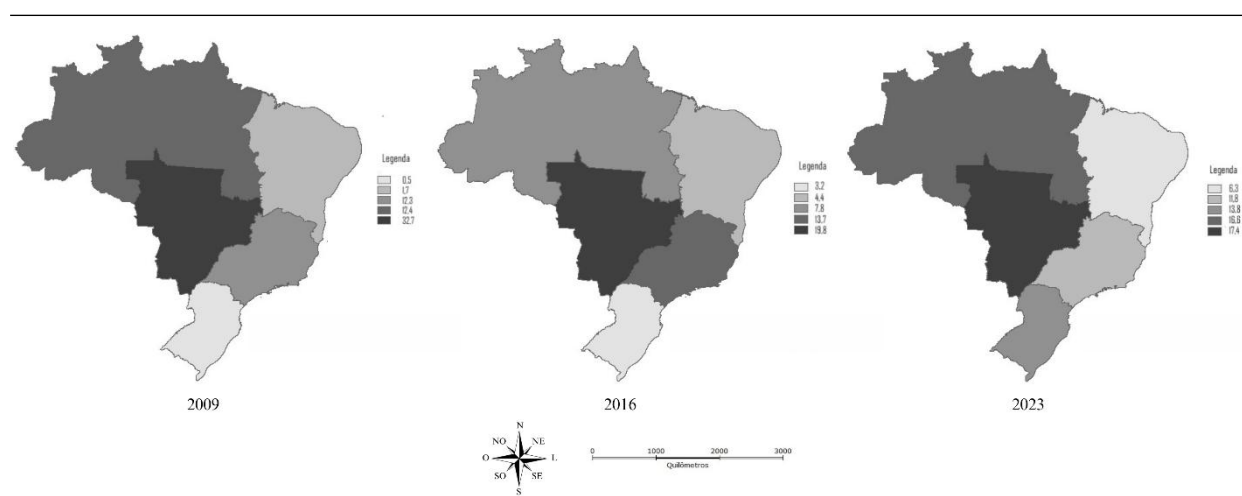 Legenda
0,5
1,7
12,3
12,4
32,7
Legenda
3,2
4,4
7,8
13,7
19,8
Legenda
6,3
11,8
13,8
16,6
17,4
2009
2016
2023
N
NO NE
O L
SO SE
S
0 1000 2000 3000
Quilômetros